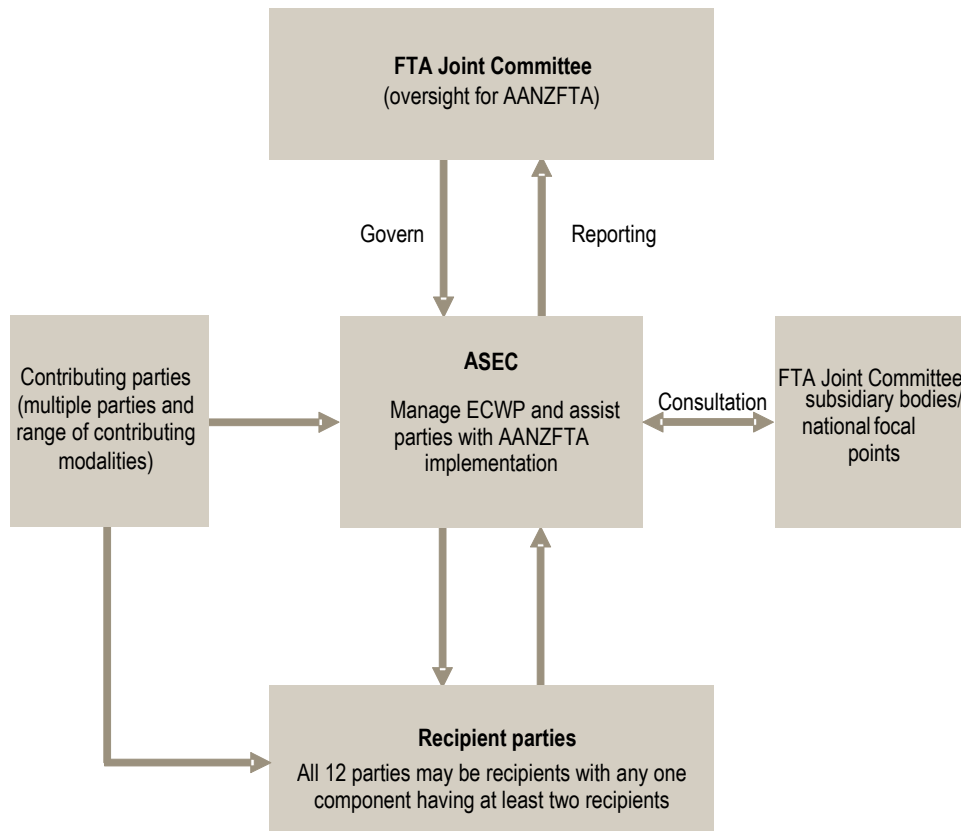 FTA Joint Committee
(oversight for AANZFTA)
Govern
Reporting
Contributing parties
(multiple parties and
range of contributing
modalities)
ASEC
Manage ECWP and assist
parties with AANZFTA
implementation
Consultation
FTA Joint Committee
subsidiary bodies/
national focal
points
Recipient parties
All 12 parties may be recipients with any one
component having at least two recipients